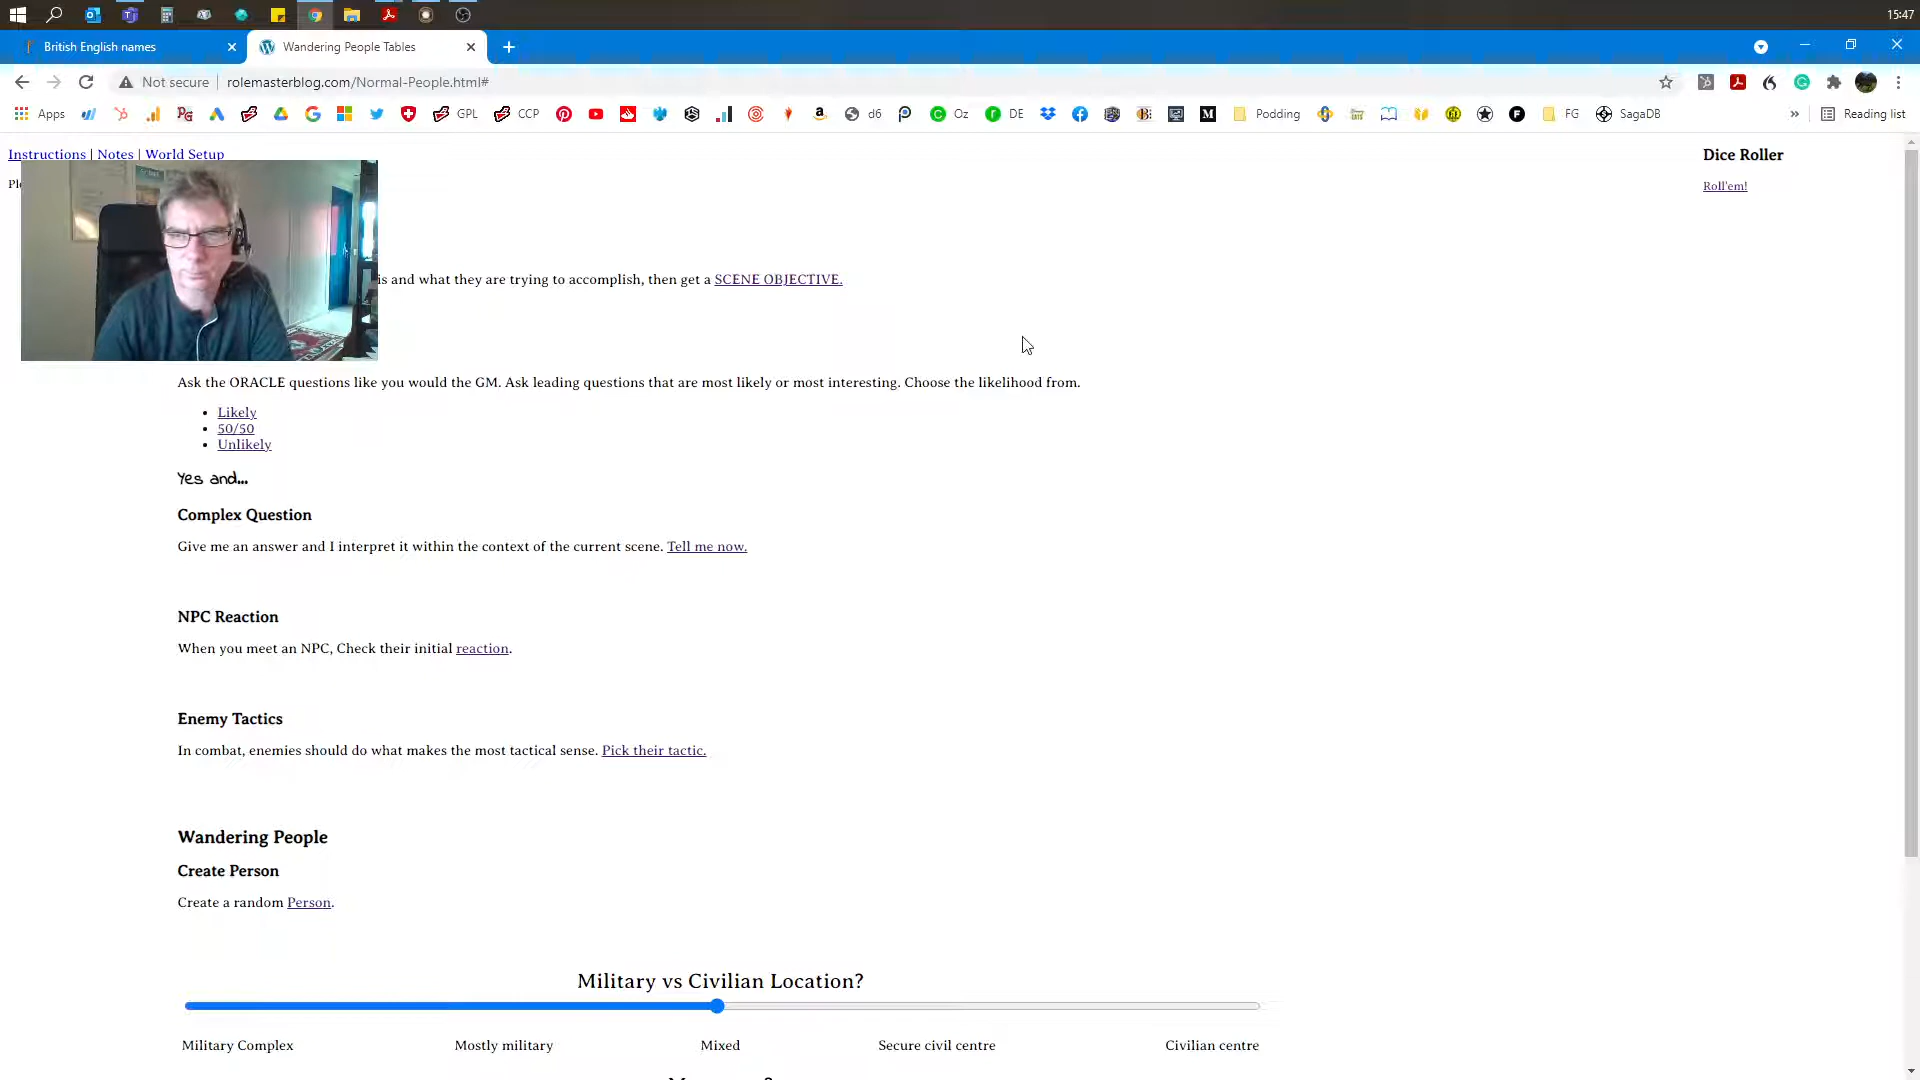 15:47
British English names
Wandering People Tables
Not secure
rolemasterblog.com/Normal-People.html#
Apps
GPL
CCP
d6
Oz
DE
Podding
FG
SagaDB
Reading list
Instructions | Notes | World Setup
Dice Roller
Roll'em!
is and what they are trying to accomplish, then get a SCENE OBJECTIVE.
Ask the ORACLE questions like you would the GM. Ask leading questions that are most likely or most interesting. Choose the likelihood from.
Likely
50/50
Unlikely
Yes and...
Complex Question
Give me an answer and I interpret it within the context of the current scene. Tell me now.
NPC Reaction
When you meet an NPC, Check their initial reaction.
Enemy Tactics
In combat, enemies should do what makes the most tactical sense. Pick their tactic.
Wandering People
Create Person
Create a random Person.
Military vs Civilian Location?
Military Complex
Mostly military
Mixed
Secure civil centre
Civilian centre